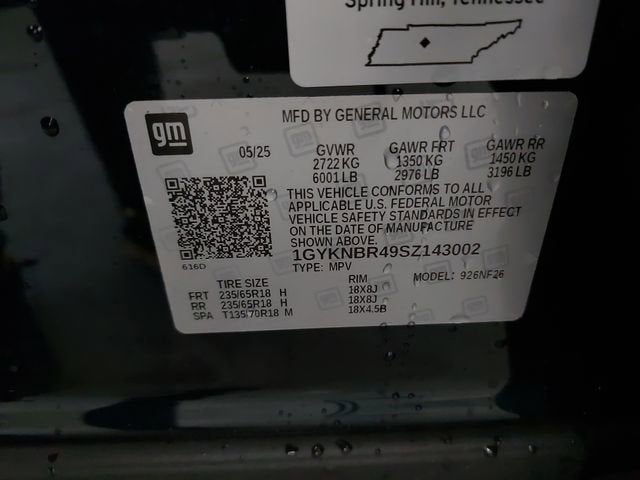 Spring Hill, Tennessee
gm
MFD BY GENERAL MOTORS LLC
05/25
GVWR GAWR FRT GAWR RR
2722 KG 1350 KG 1450 KG
6001 LB 2976 LB 3196 LB
THIS VEHICLE CONFORMS TO ALL
APPLICABLE U.S. FEDERAL MOTOR
VEHICLE SAFETY STANDARDS IN EFFECT
ON THE DATE OF MANUFACTURE
SHOWN ABOVE.
1GYKNBR49SZ143002
616D
TYPE: MPV
MODEL: 926NF26
TIRE SIZE RIM
FRT 235/65R18 H 18X8J
RR 235/65R18 H 18X8J
SPA T135/70R18 M 18X4.5B